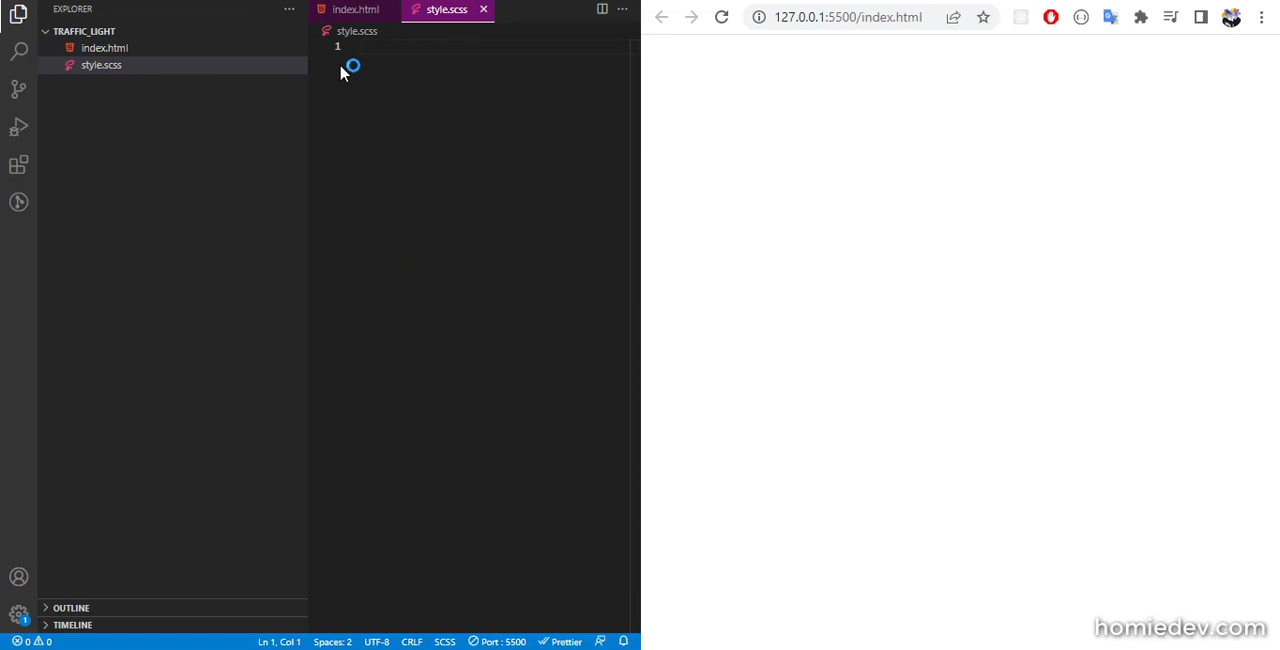 EXPLORER
TRAFFIC_LIGHT
index.html
style.scss
OUTLINE
TIMELINE
index.html
style.scss
style.scss
1
127.0.0.1:5500/index.html
homiedev.com
1
0 0
Ln 1, Col 1
Spaces: 2
UTF-8
CRLF
SCSS
Port : 5500
Prettier